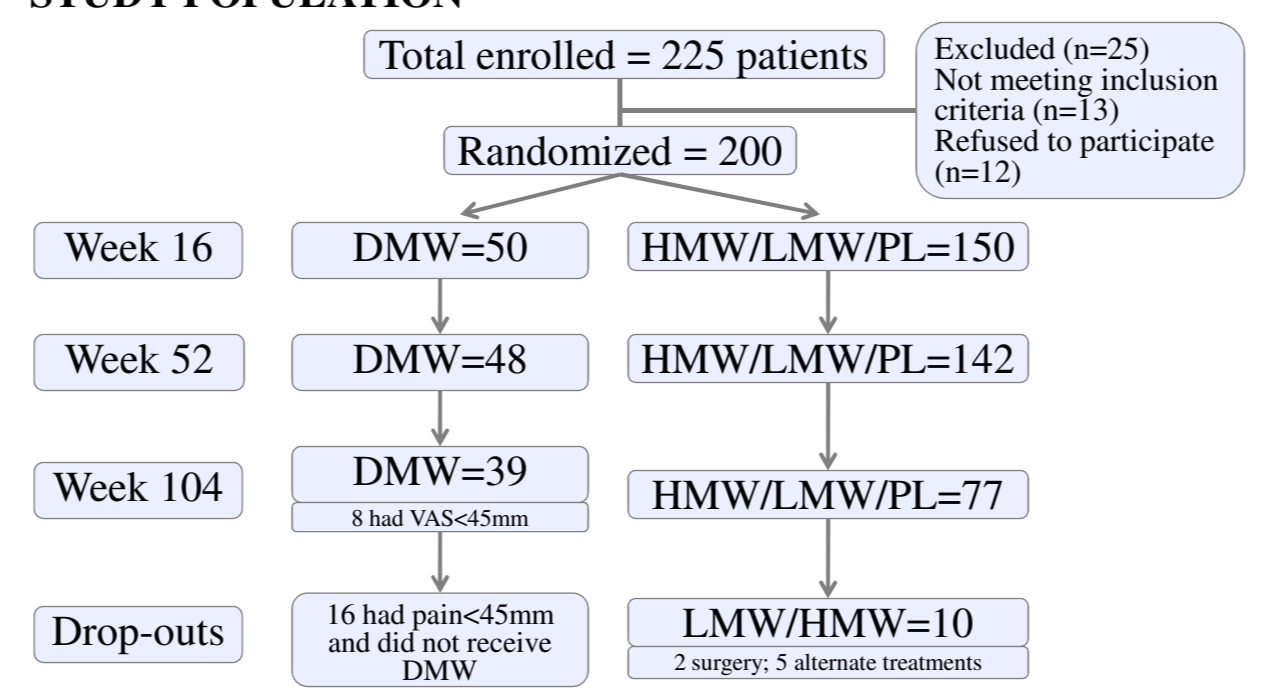 STUDY POPULATION
Total enrolled = 225 patients
Excluded (n=25)
Not meeting inclusion
criteria (n=13)
Refused to participate
(n=12)
Randomized = 200
Week 16
DMW=50
HMW/LMW/PL=150
Week 52
DMW=48
HMW/LMW/PL=142
Week 104
DMW=39
8 had VAS<45mm
HMW/LMW/PL=77
Drop-outs
16 had pain<45mm
and did not receive
DMW
LMW/HMW=10
2 surgery; 5 alternate treatments